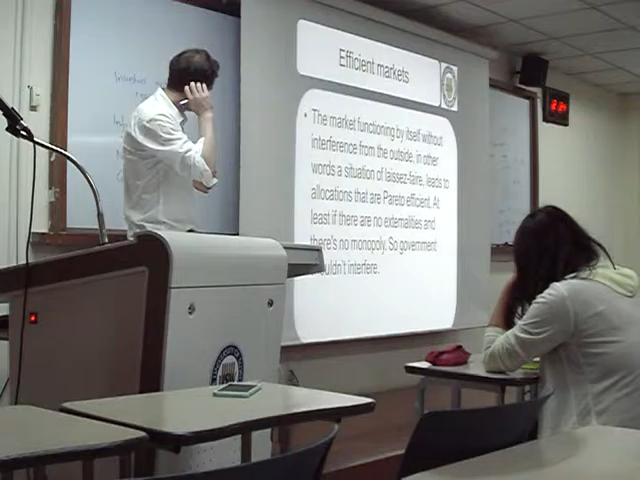 Efficient markets
• The market functioning by itself without
interference from the outside, in other
words a situation of laissez-faire, leads to
allocations that are Pareto efficient. At
least if there are no externalities and
there's no monopoly. So government
interfere.